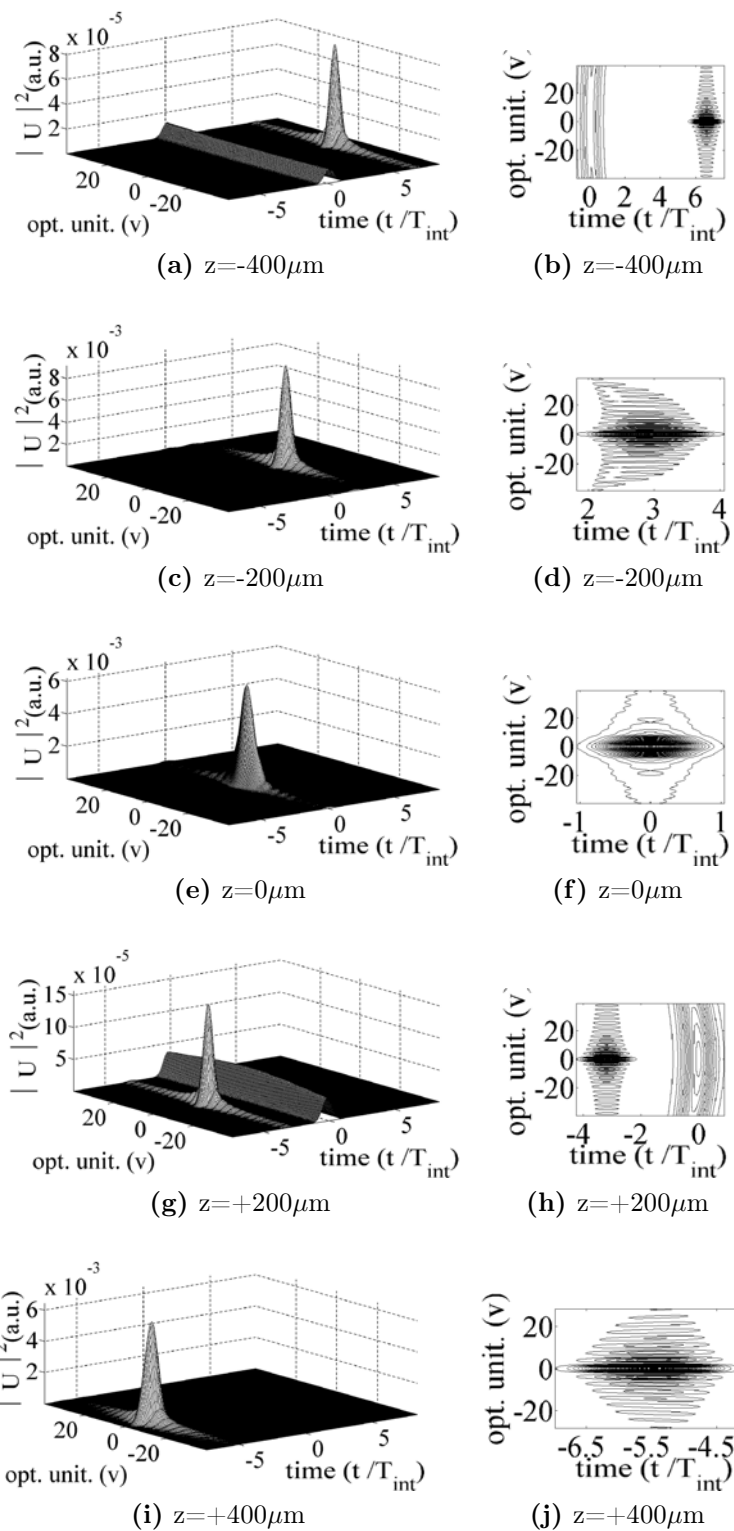 x 10^-5
8
6
4
2
| U |^2(a.u.)
20
0
-20
opt. unit. (v)
-5
0
5
time (t /T_int)
(a) z=-400μm
opt. unit. (v)
20
0
-20
0 2 4 6
time (t/T_int)
(b) z=-400μm
x 10^-3
8
6
4
2
| U |^2(a.u.)
20
0
-20
opt. unit. (v)
-5
0
5
time (t /T_int)
(c) z=-200μm
opt. unit. (v)
20
0
-20
2 3 4
time (t/T_int)
(d) z=-200μm
x 10^-3
6
4
2
| U |^2(a.u.)
20
0
-20
opt. unit. (v)
-5
0
5
time (t /T_int)
(e) z=0μm
opt. unit. (v)
20
0
-20
-1 0 1
time (t/T_int)
(f) z=0μm
x 10^-5
15
10
5
| U |^2(a.u.)
20
0
-20
opt. unit. (v)
-5
0
5
time (t /T_int)
(g) z=+200μm
opt. unit. (v)
20
0
-20
-4 -2 0
time (t/T_int)
(h) z=+200μm
x 10^-3
6
4
2
| U |^2(a.u.)
20
0
-20
opt. unit. (v)
-5
0
5
time (t /T_int)
(i) z=+400μm
opt. unit. (v)
20
0
-20
-6.5 -5.5 -4.5
time (t/T_int)
(j) z=+400μm